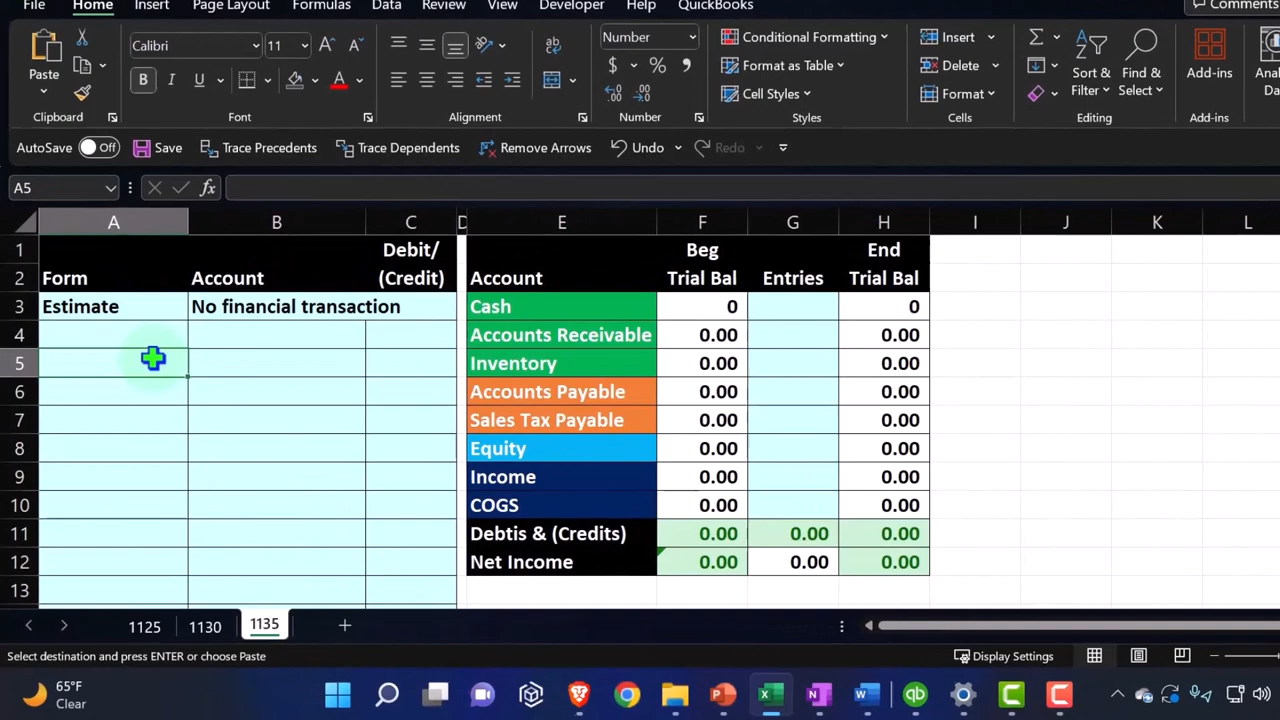 File Home Insert Page Layout Formulas Data Review View Developer Help QuickBooks Comments
Calibri 11 Number Conditional Formatting Insert
Paste Format as Table Delete Sort & Find & Add-ins
Cell Styles Format Filter Select
Clipboard Font Alignment Number Styles Cells Editing Add-ins
AutoSave Off Save Trace Precedents Trace Dependents Remove Arrows Undo Redo
A5 fx
A B C D E F G H I J K L
1 Debit/ Beg End
2 Form Account (Credit) Account Trial Bal Entries Trial Bal
3 Estimate No financial transaction Cash 0 0
4 Accounts Receivable 0.00 0.00
5 Inventory 0.00 0.00
6 Accounts Payable 0.00 0.00
7 Sales Tax Payable 0.00 0.00
8 Equity 0.00 0.00
9 Income 0.00 0.00
10 COGS 0.00 0.00
11 Debtis & (Credits) 0.00 0.00 0.00
12 Net Income 0.00 0.00 0.00
13
1125 1130 1135
Select destination and press ENTER or choose Paste Display Settings
65°F
Clear